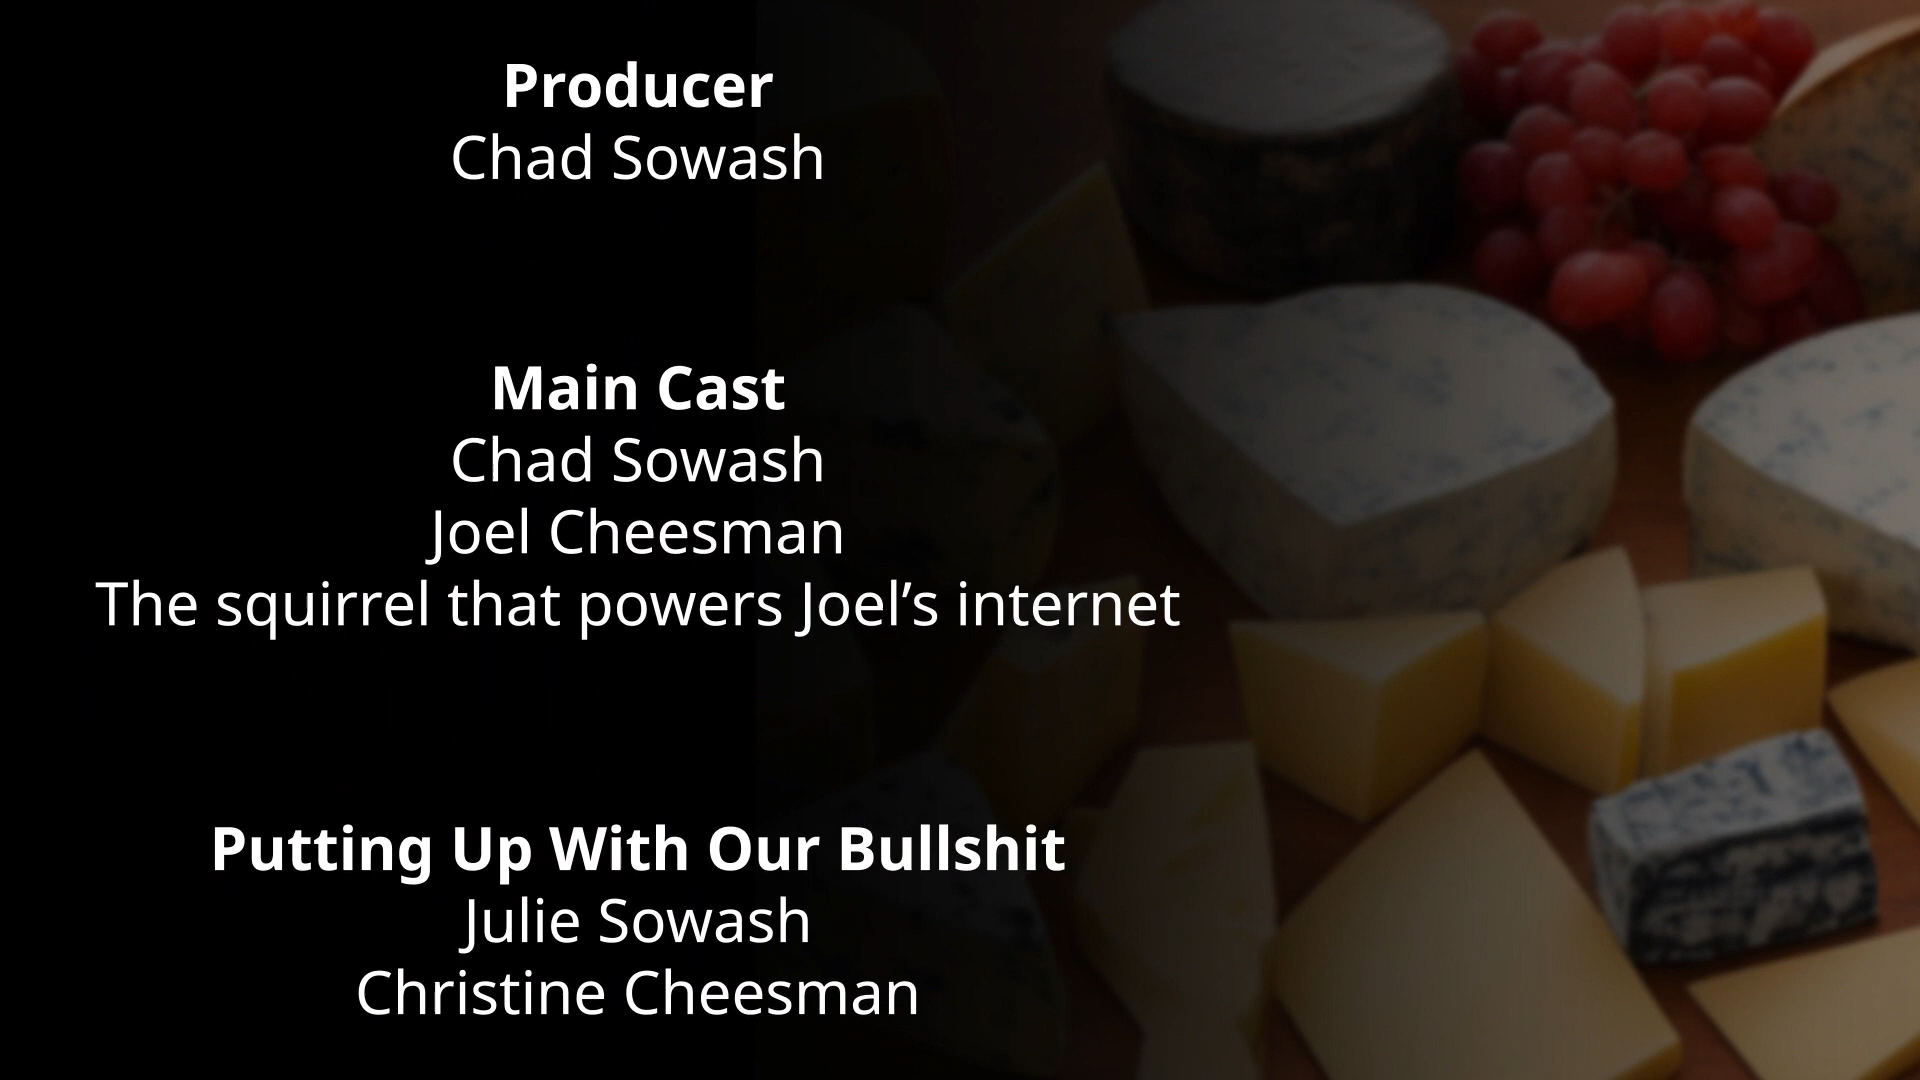 Producer
Chad Sowash
Main Cast
Chad Sowash
Joel Cheesman
The squirrel that powers Joel’s internet
Putting Up With Our Bullshit
Julie Sowash
Christine Cheesman